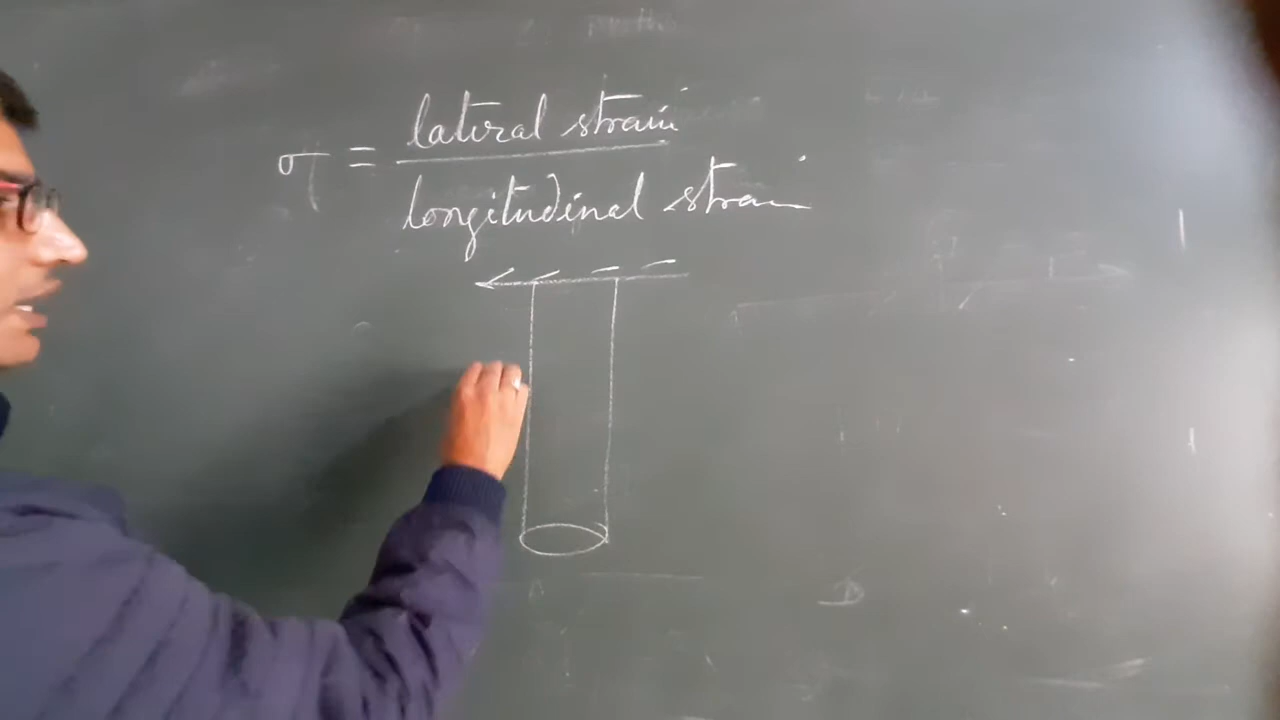 σ = lateral strain
longitudinal strain